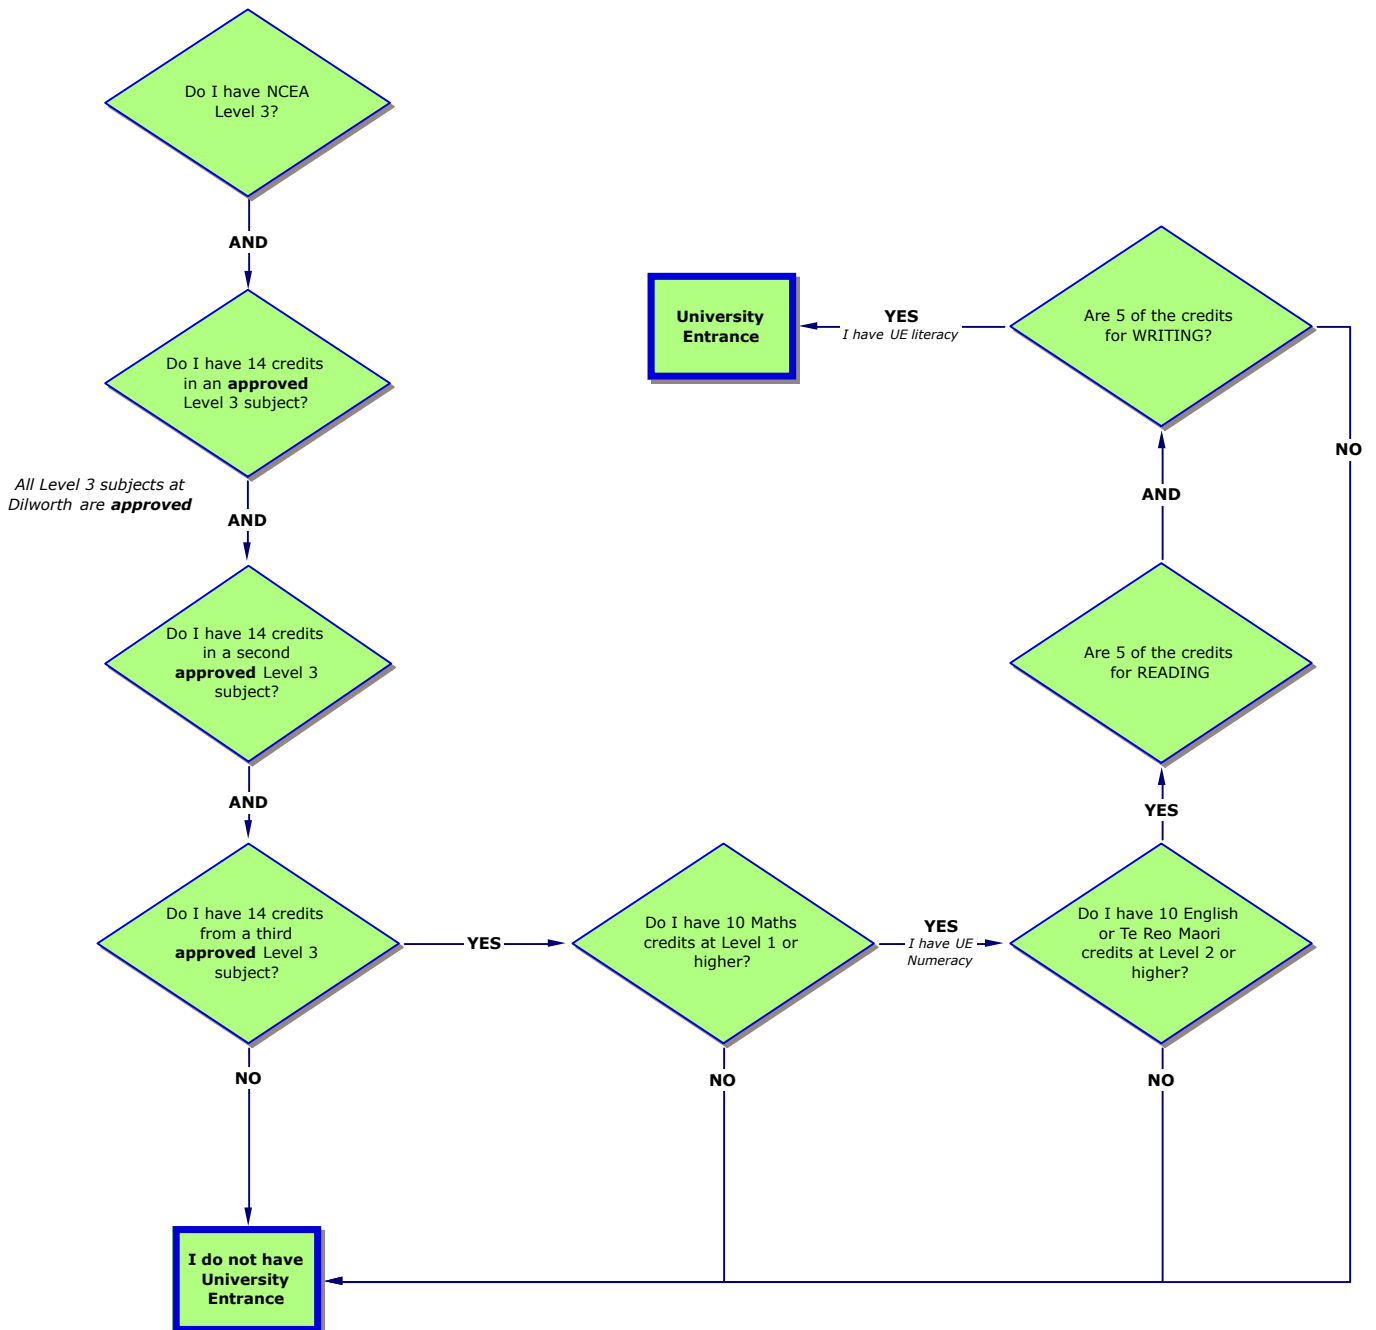 Do I have NCEA
Level 3?
AND
Do I have 14 credits
in an approved
Level 3 subject?
All Level 3 subjects at
Dilworth are approved
AND
Do I have 14 credits
in a second
approved Level 3
subject?
AND
Do I have 14 credits
from a third
approved Level 3
subject?
YES
NO
Do I have 10 Maths
credits at Level 1 or
higher?
YES
I have UE
Numeracy
NO
Do I have 10 English
or Te Reo Maori
credits at Level 2 or
higher?
YES
NO
Are 5 of the credits
for READING
AND
Are 5 of the credits
for WRITING?
YES
I have UE literacy
NO
University
Entrance
I do not have
University
Entrance